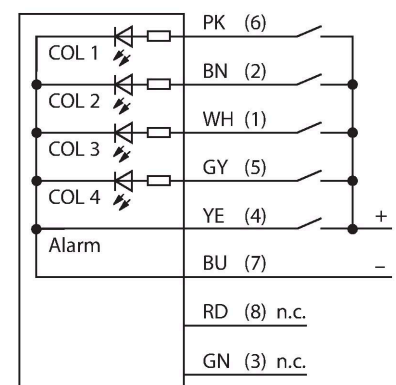 PK (6)
COL 1
BN (2)
COL 2
WH (1)
COL 3
GY (5)
COL 4
YE (4) +
Alarm
BU (7) –
RD (8) n.c.
GN (3) n.c.